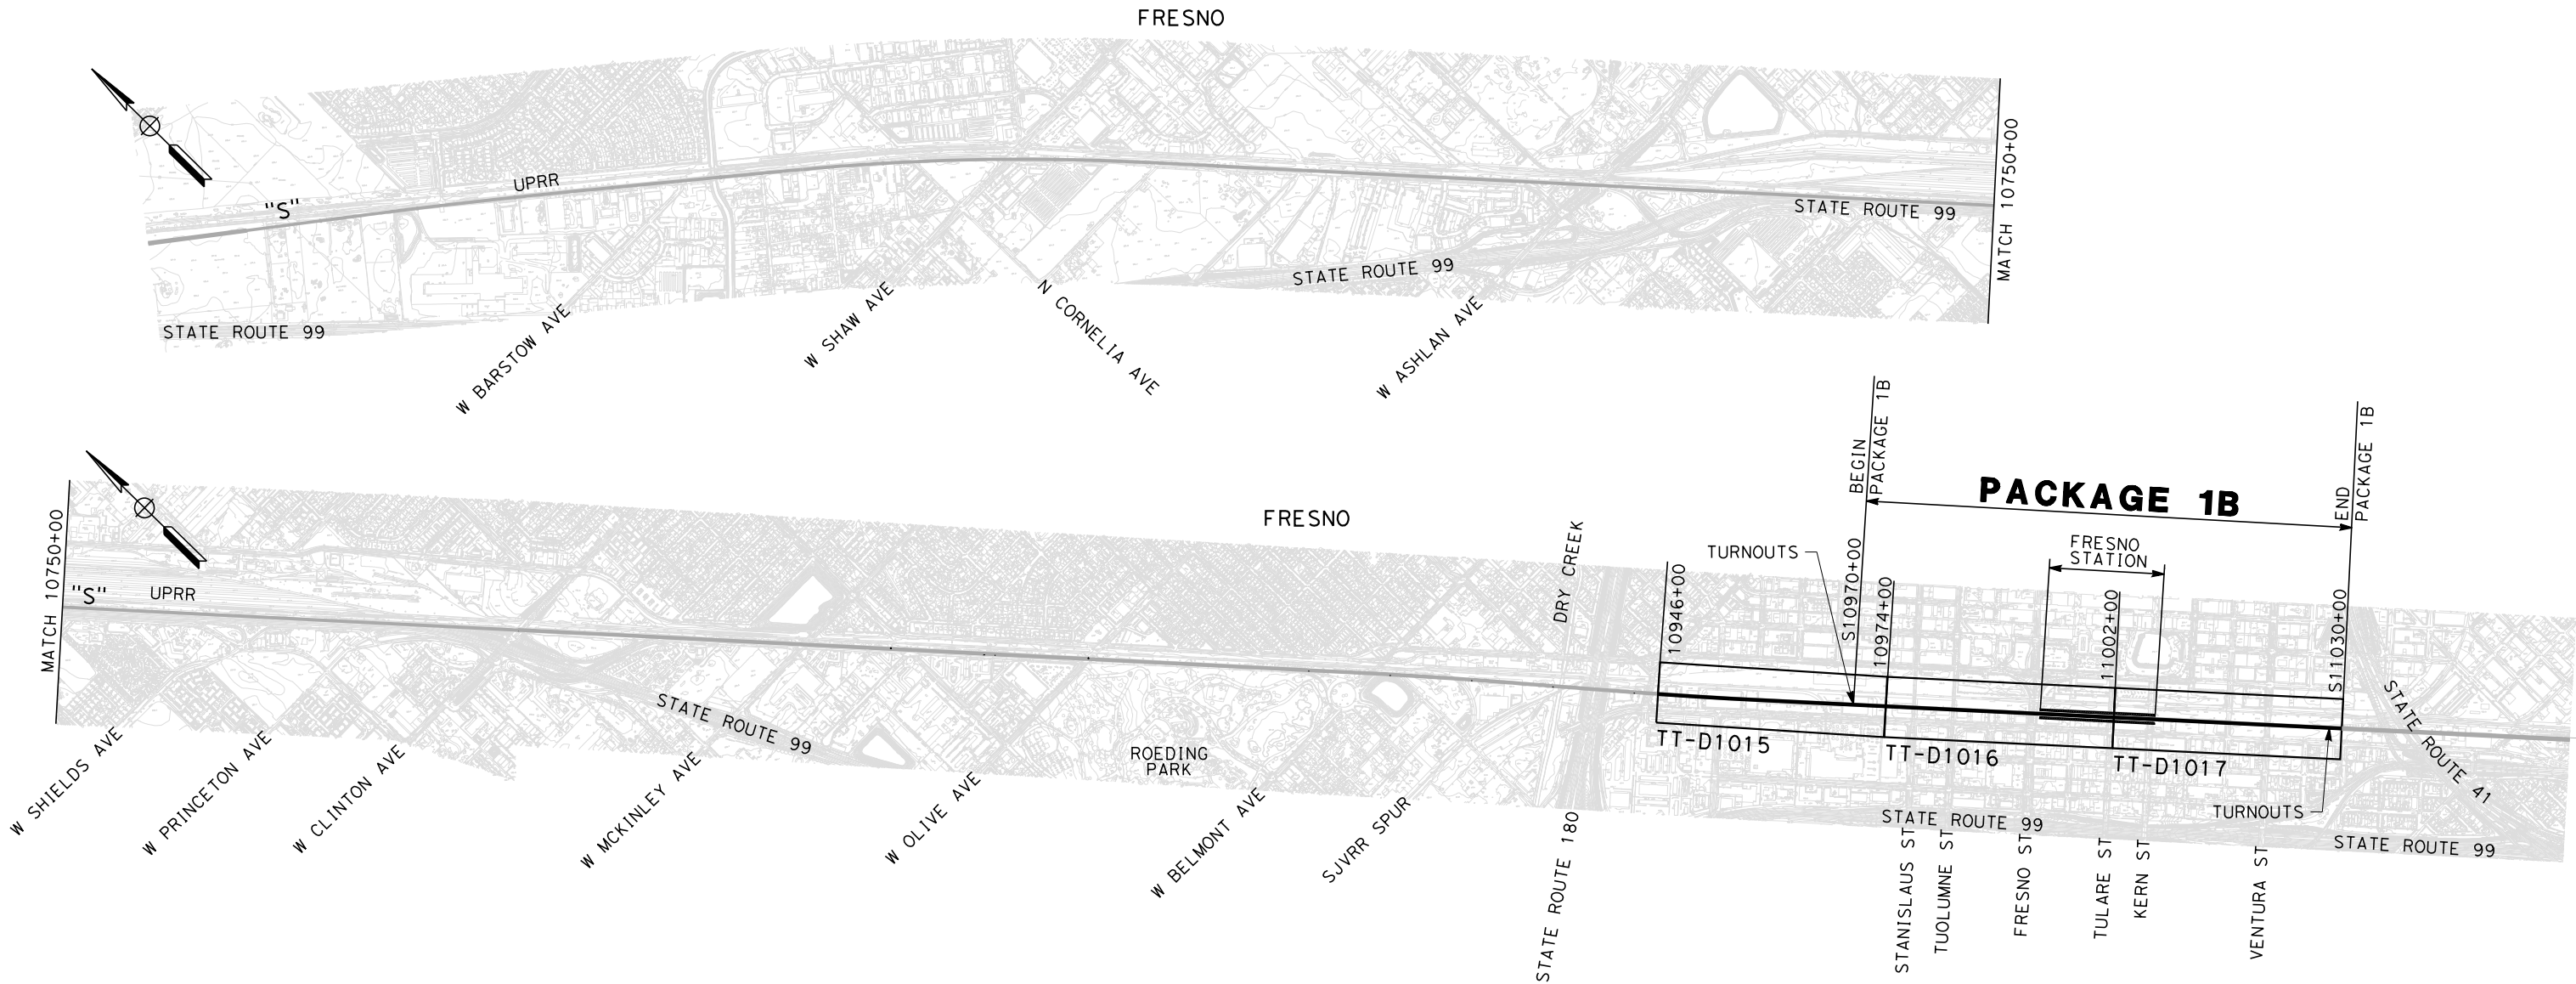 FRESNO
"S"
UPRR
STATE ROUTE 99
W BARSTOW AVE
W SHAW AVE
N CORNELIA AVE
STATE ROUTE 99
W ASHLAN AVE
STATE ROUTE 99
MATCH 10750+00
MATCH 10750+00
"S"
UPRR
FRESNO
W SHIELDS AVE
W PRINCETON AVE
W CLINTON AVE
W MCKINLEY AVE
STATE ROUTE 99
W OLIVE AVE
ROEDING
PARK
W BELMONT AVE
SJVRR SPUR
DRY CREEK
STATE ROUTE 180
BEGIN
PACKAGE 1B
PACKAGE 1B
END
PACKAGE 1B
TURNOUTS
FRESNO
STATION
10946+00
S10970+00
10974+00
11002+00
S11030+00
TT-D1015
TT-D1016
TT-D1017
TURNOUTS
STATE ROUTE 41
STATE ROUTE 99
STATE ROUTE 99
STANISLAUS ST
TUOLUMNE ST
FRESNO ST
TULARE ST
KERN ST
VENTURA ST